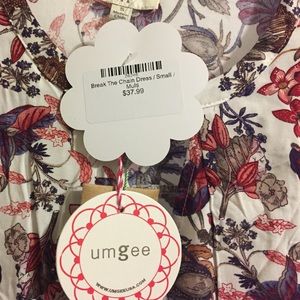 Break The Chain Dress / Small /
Multi
$37.99
umgee
WWW.UMGEEUSA.COM